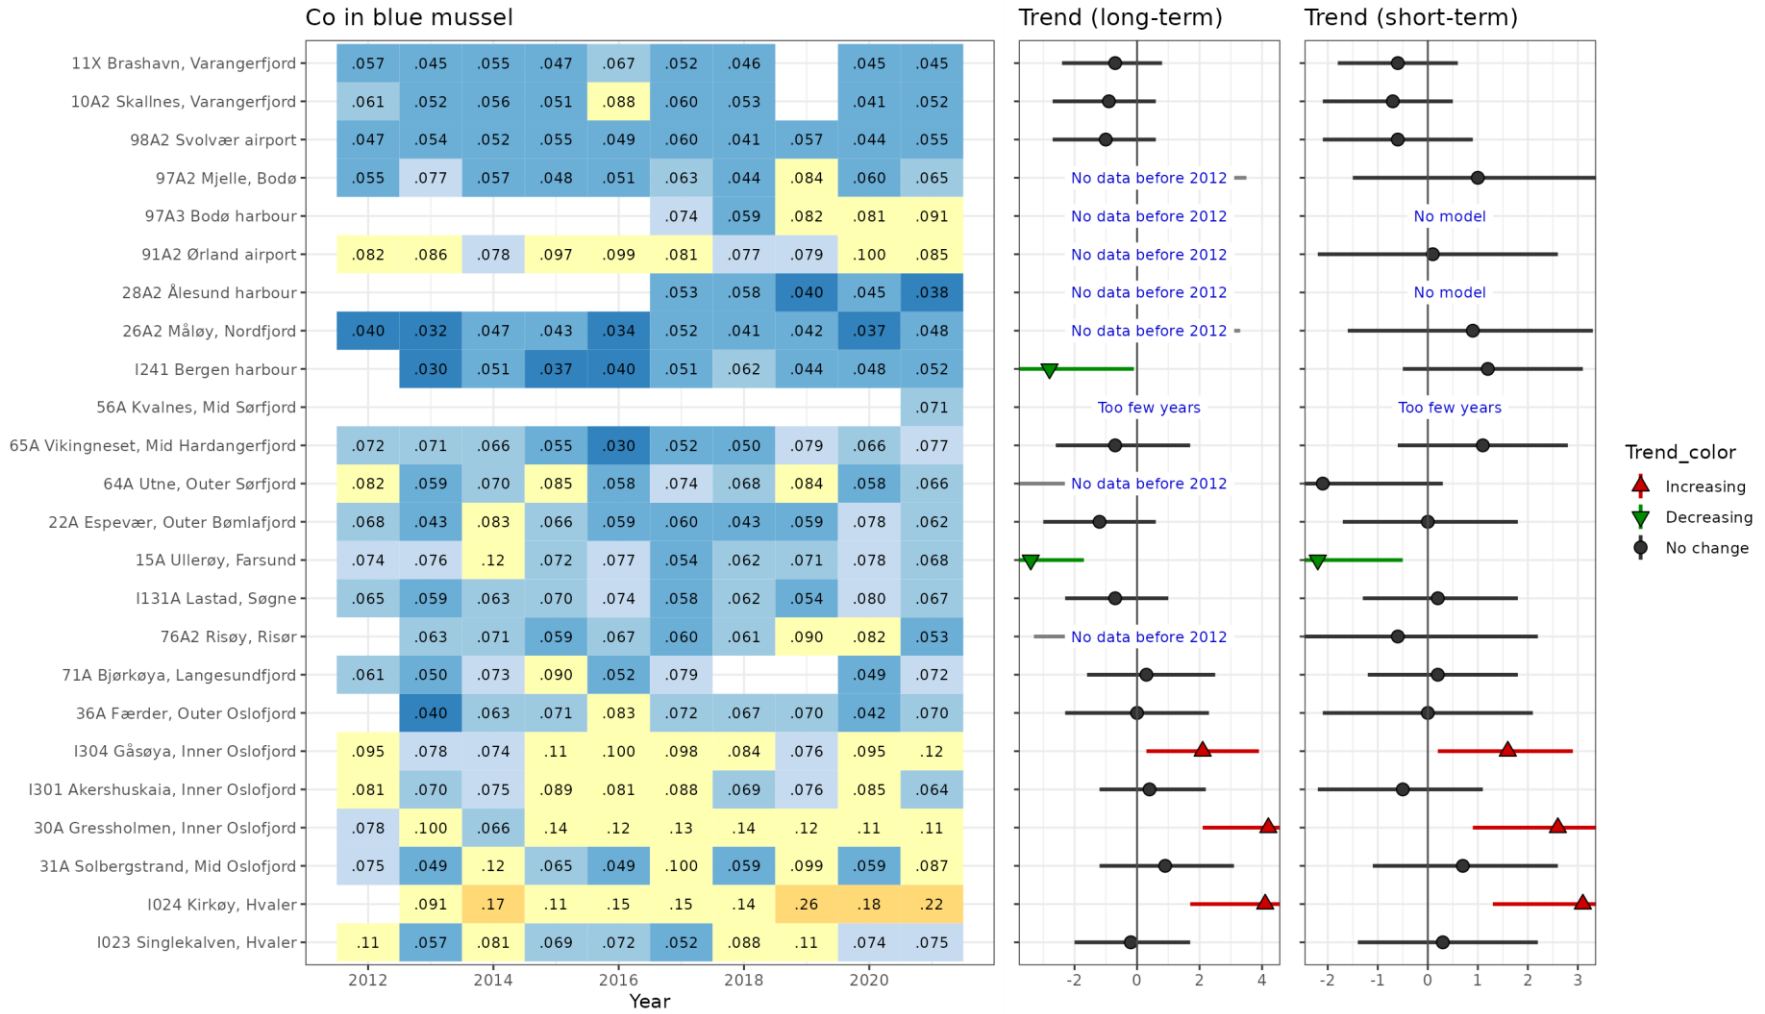 Co in blue mussel Trend (long-term) Trend (short-term)
11X Brashavn, Varangerfjord .057 .045 .055 .047 .067 .052 .046 .045 .045
10A2 Skallnes, Varangerfjord .061 .052 .056 .051 .088 .060 .053 .041 .052
98A2 Svolvær airport .047 .054 .052 .055 .049 .060 .041 .057 .044 .055
97A2 Mjelle, Bodø .055 .077 .057 .048 .051 .063 .044 .084 .060 .065 No data before 2012
97A3 Bodø harbour .074 .059 .082 .081 .091 No data before 2012 No model
91A2 Ørland airport .082 .086 .078 .097 .099 .081 .077 .079 .100 .085 No data before 2012
28A2 Ålesund harbour .053 .058 .040 .045 .038 No data before 2012 No model
26A2 Måløy, Nordfjord .040 .032 .047 .043 .034 .052 .041 .042 .037 .048 No data before 2012
I241 Bergen harbour .030 .051 .037 .040 .051 .062 .044 .048 .052
56A Kvalnes, Mid Sørfjord .071 Too few years Too few years
65A Vikingneset, Mid Hardangerfjord .072 .071 .066 .055 .030 .052 .050 .079 .066 .077
64A Utne, Outer Sørfjord .082 .059 .070 .085 .058 .074 .068 .084 .058 .066 No data before 2012
22A Espevær, Outer Bømlafjord .068 .043 .083 .066 .059 .060 .043 .059 .078 .062
15A Ullerøy, Farsund .074 .076 .12 .072 .077 .054 .062 .071 .078 .068
I131A Lastad, Søgne .065 .059 .063 .070 .074 .058 .062 .054 .080 .067
76A2 Risøy, Risør .063 .071 .059 .067 .060 .061 .090 .082 .053 No data before 2012
71A Bjørkøya, Langesundfjord .061 .050 .073 .090 .052 .079 .049 .072
36A Færder, Outer Oslofjord .040 .063 .071 .083 .072 .067 .070 .042 .070
I304 Gåsøya, Inner Oslofjord .095 .078 .074 .11 .100 .098 .084 .076 .095 .12
I301 Akershuskaia, Inner Oslofjord .081 .070 .075 .089 .081 .088 .069 .076 .085 .064
30A Gressholmen, Inner Oslofjord .078 .100 .066 .14 .12 .13 .14 .12 .11 .11
31A Solbergstrand, Mid Oslofjord .075 .049 .12 .065 .049 .100 .059 .099 .059 .087
I024 Kirkøy, Hvaler .091 .17 .11 .15 .15 .14 .26 .18 .22
I023 Singlekalven, Hvaler .11 .057 .081 .069 .072 .052 .088 .11 .074 .075
2012 2014 2016 2018 2020 -2 0 2 4 -2 -1 0 1 2 3
Year
Trend_color
Increasing
Decreasing
No change